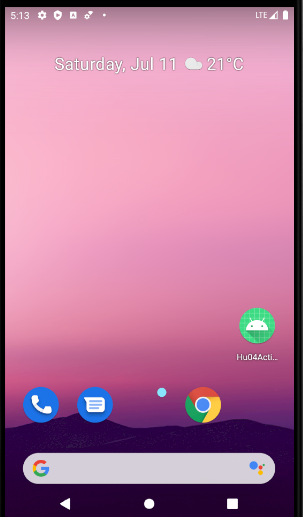 5:13
LTE
Saturday, Jul 11 21°C
Hu04Acti...